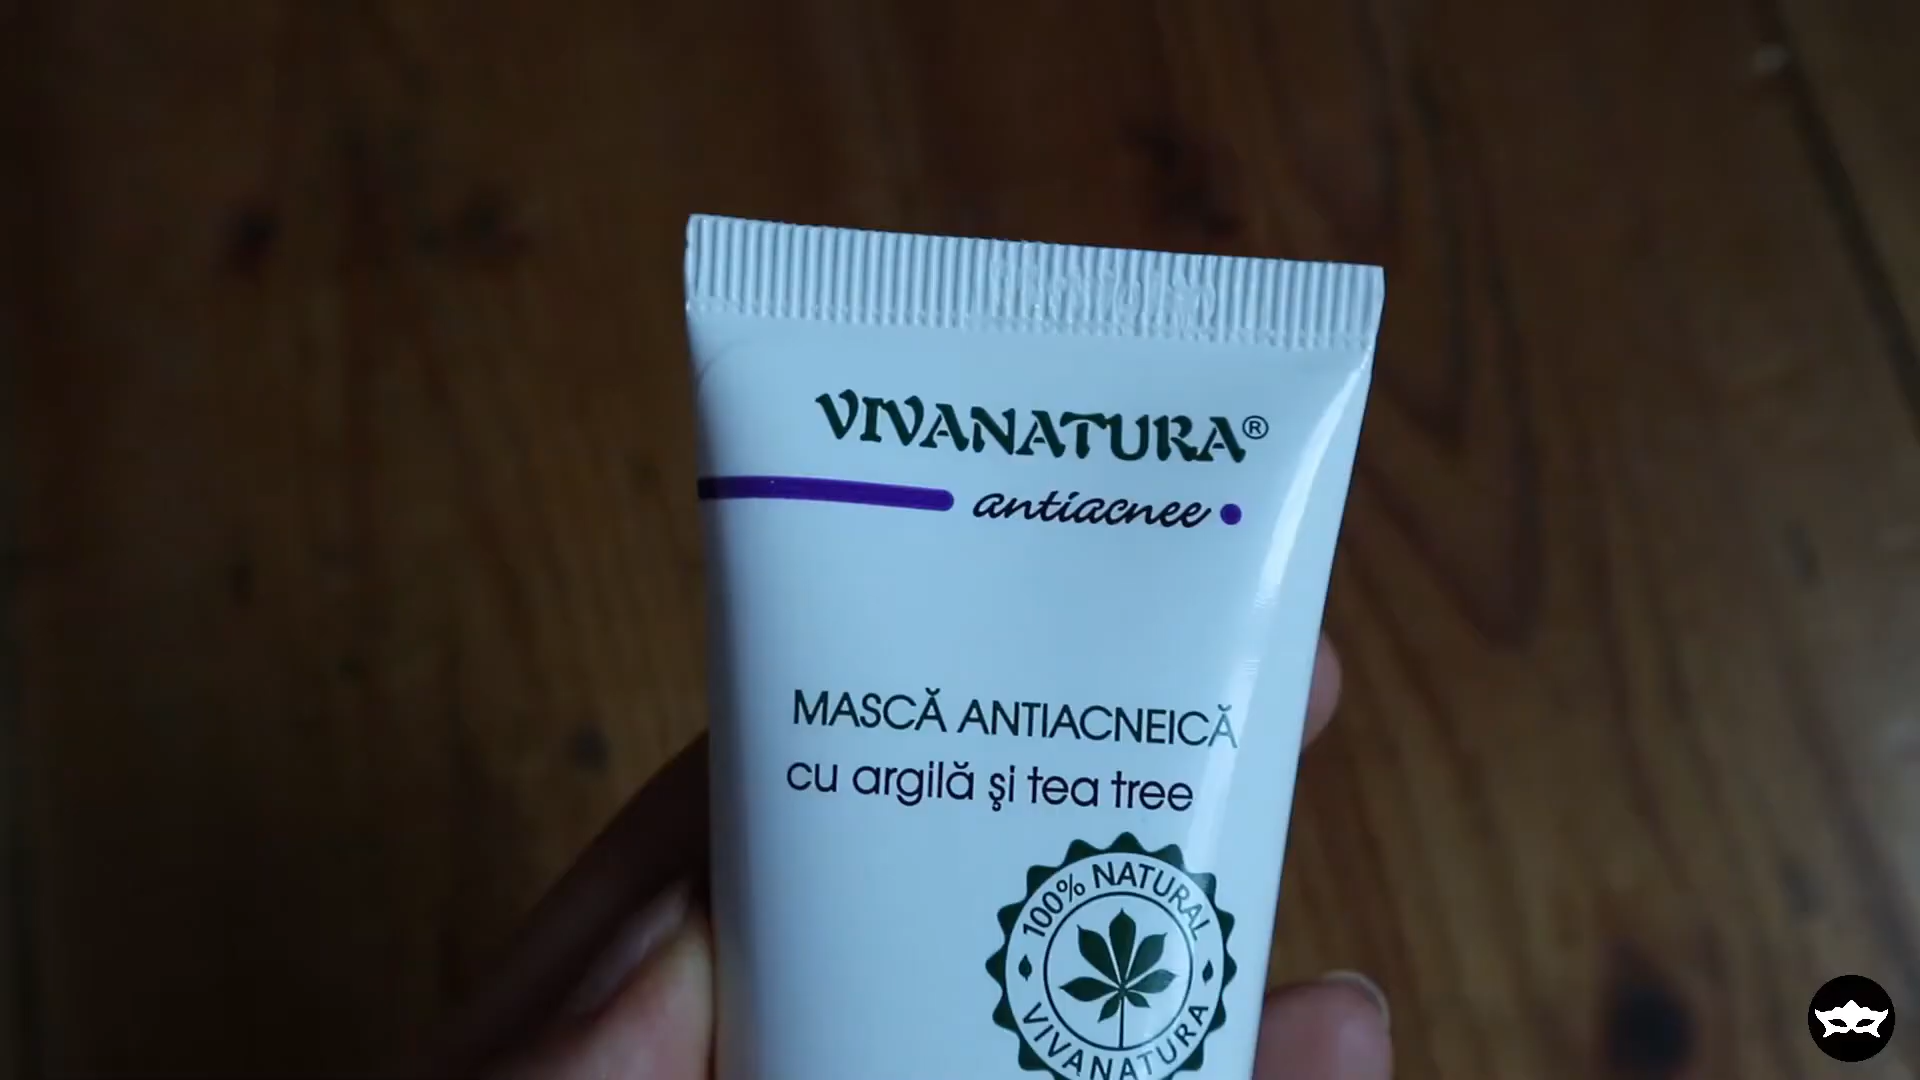 VIVANATURA®
antiacnee
MASCĂ ANTIACNEICĂ
cu argilă şi tea tree
100% NATURAL
VIVANATURA